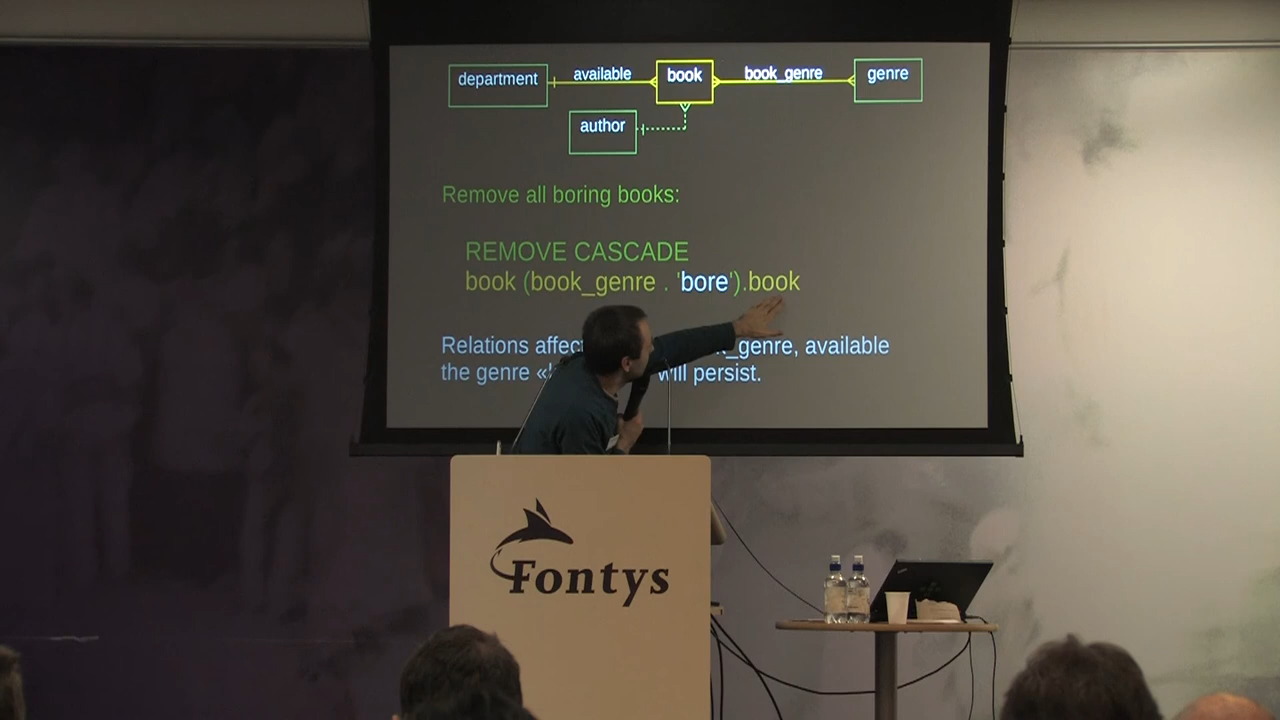 department available book book_genre genre
author
Remove all boring books:
REMOVE CASCADE
book (book_genre . 'bore').book
Relations affec _genre, available
the genre « will persist.
Fontys